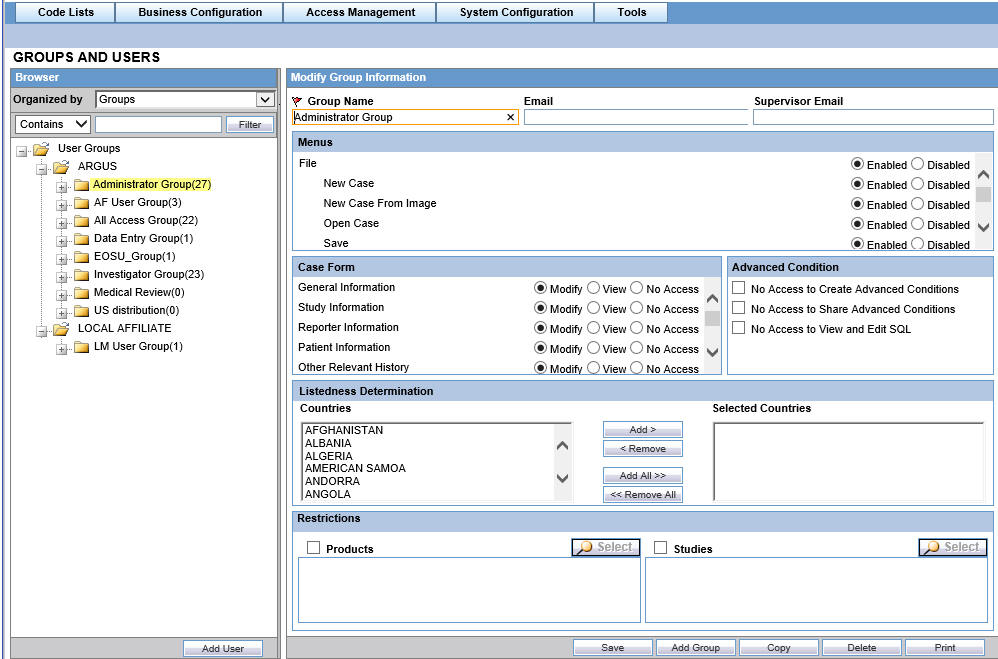 Code Lists Business Configuration Access Management System Configuration Tools
GROUPS AND USERS
Browser
Organized by Groups
Contains Filter
User Groups
ARGUS
Administrator Group(27)
AF User Group(3)
All Access Group(22)
Data Entry Group(1)
EOSU_Group(1)
Investigator Group(23)
Medical Review(0)
US distribution(0)
LOCAL AFFILIATE
LM User Group(1)
Add User
Modify Group Information
Group Name Email Supervisor Email
Administrator Group
Menus
File Enabled Disabled
New Case Enabled Disabled
New Case From Image Enabled Disabled
Open Case Enabled Disabled
Save Enabled Disabled
Case Form
General Information Modify View No Access
Study Information Modify View No Access
Reporter Information Modify View No Access
Patient Information Modify View No Access
Other Relevant History Modify View No Access
Advanced Condition
No Access to Create Advanced Conditions
No Access to Share Advanced Conditions
No Access to View and Edit SQL
Listedness Determination
Countries Selected Countries
AFGHANISTAN
ALBANIA
ALGERIA
AMERICAN SAMOA
ANDORRA
ANGOLA
Add >
< Remove
Add All >>
<< Remove All
Restrictions
Products Select Studies Select
Save Add Group Copy Delete Print